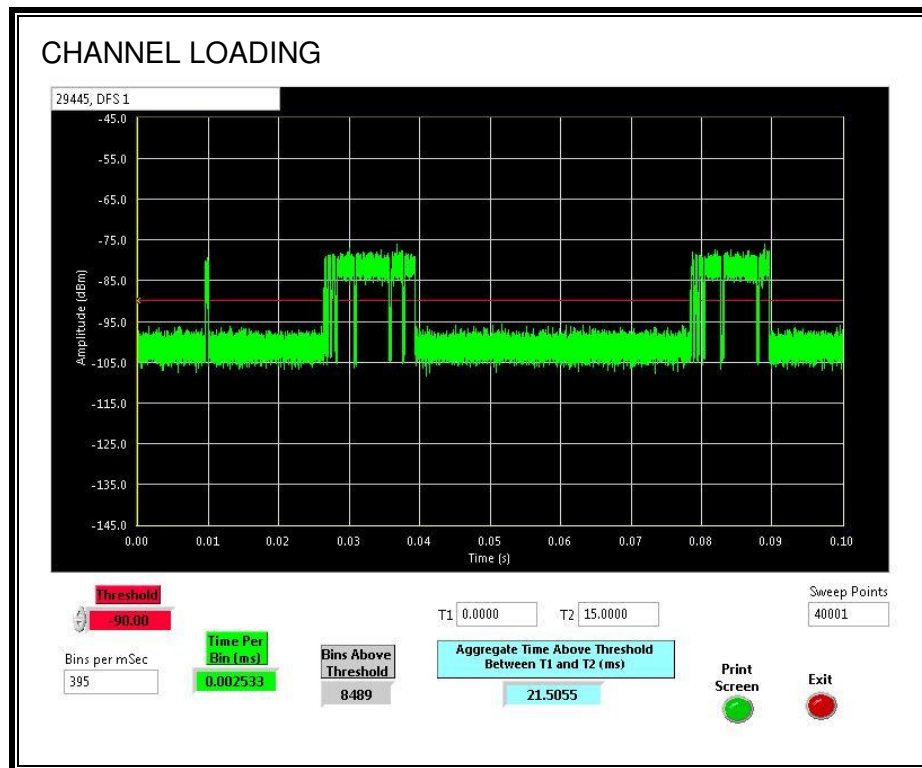 CHANNEL LOADING
29445, DFS 1
Amplitude (dBm)
-45.0
-55.0
-65.0
-75.0
-85.0
-95.0
-105.0
-115.0
-125.0
-135.0
-145.0
0.00 0.01 0.02 0.03 0.04 0.05 0.06 0.07 0.08 0.09 0.10
Time (s)
Threshold
-90.00
Bins per mSec
395
Time Per
Bin (ms)
0.002533
Bins Above
Threshold
8489
T1 0.0000 T2 15.0000
Aggregate Time Above Threshold
Between T1 and T2 (ms)
21.5055
Sweep Points
40001
Print
Screen
Exit